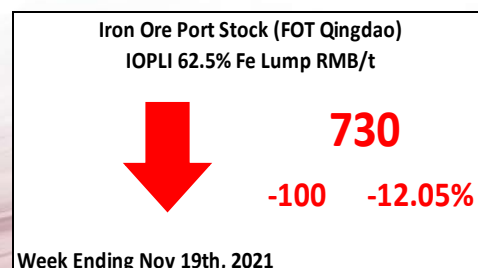 Iron Ore Port Stock (FOT Qingdao)
IOPLI 62.5% Fe Lump RMB/t
730
-100 -12.05%
Week Ending Nov 19th, 2021